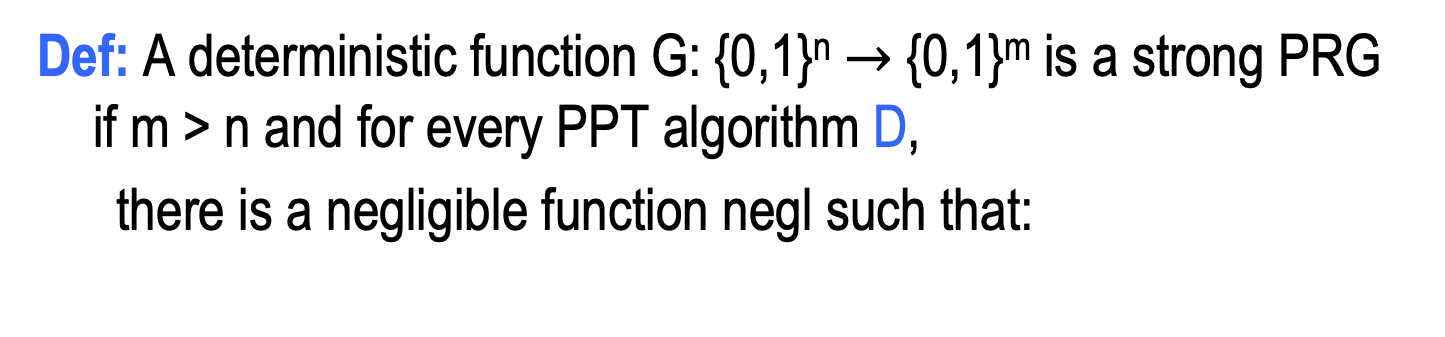 Def: A deterministic function G: {0,1}ⁿ → {0,1}ᵐ is a strong PRG
if m > n and for every PPT algorithm D,
there is a negligible function negl such that: